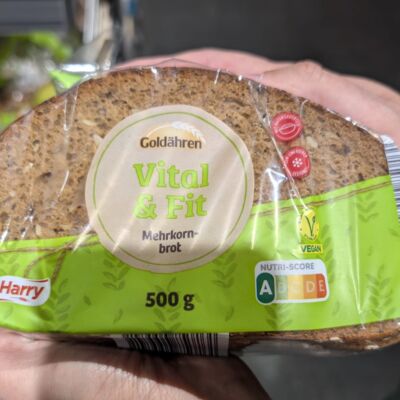 Goldähren
Vital
& Fit
Mehrkorn-
brot
500 g
Harry
V
VEGAN
NUTRI-SCORE
A B C D E